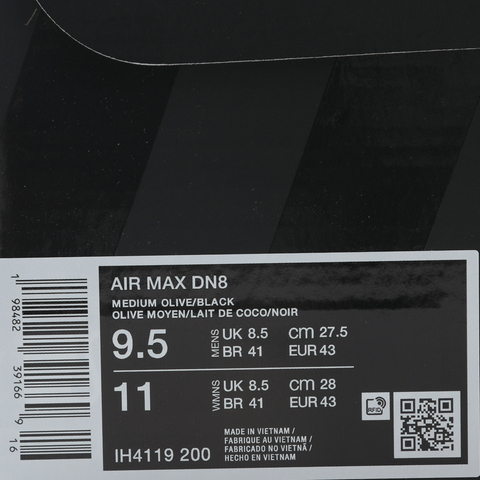 AIR MAX DN8
MEDIUM OLIVE/BLACK
OLIVE MOYEN/LAIT DE COCO/NOIR
9.5 MENS UK 8.5 cm 27.5
BR 41 EUR 43
11 WMNS UK 8.5 cm 28
BR 41 EUR 43
RFID
MADE IN VIETNAM /
FABRIQUE AU VIETNAM /
FABRICADO NO VIETNÃ /
HECHO EN VIETNAM
IH4119 200
1 98482 39166 9 16